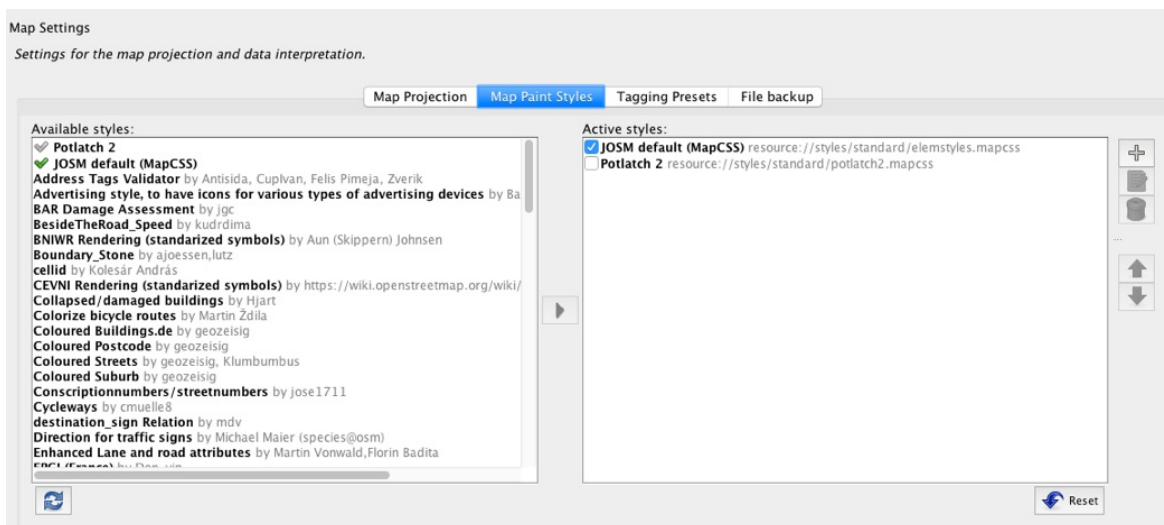 Map Settings
Settings for the map projection and data interpretation.
Map Projection Map Paint Styles Tagging Presets File backup
Available styles:
Potlatch 2
JOSM default (MapCSS)
Address Tags Validator by Antisida, CupIvan, Felis Pimeja, Zverik
Advertising style, to have icons for various types of advertising devices by Ba
BAR Damage Assessment by jgc
BesideTheRoad_Speed by kudrdima
BNIWR Rendering (standarized symbols) by Aun (Skippern) Johnsen
Boundary_Stone by ajoessen,lutz
cellid by Kolesár András
CEVNI Rendering (standarized symbols) by https://wiki.openstreetmap.org/wiki/
Collapsed/damaged buildings by Hjart
Colorize bicycle routes by Martin Ždila
Coloured Buildings.de by geozeisig
Coloured Postcode by geozeisig
Coloured Streets by geozeisig, Klumbumbus
Coloured Suburb by geozeisig
Conscriptionnumbers/streetnumbers by jose1711
Cycleways by cmuelle8
destination_sign Relation by mdv
Direction for traffic signs by Michael Maier (species@osm)
Enhanced Lane and road attributes by Martin Vonwald,Florin Badita
Active styles:
JOSM default (MapCSS) resource://styles/standard/elemstyles.mapcss
Potlatch 2 resource://styles/standard/potlatch2.mapcss
...
Reset